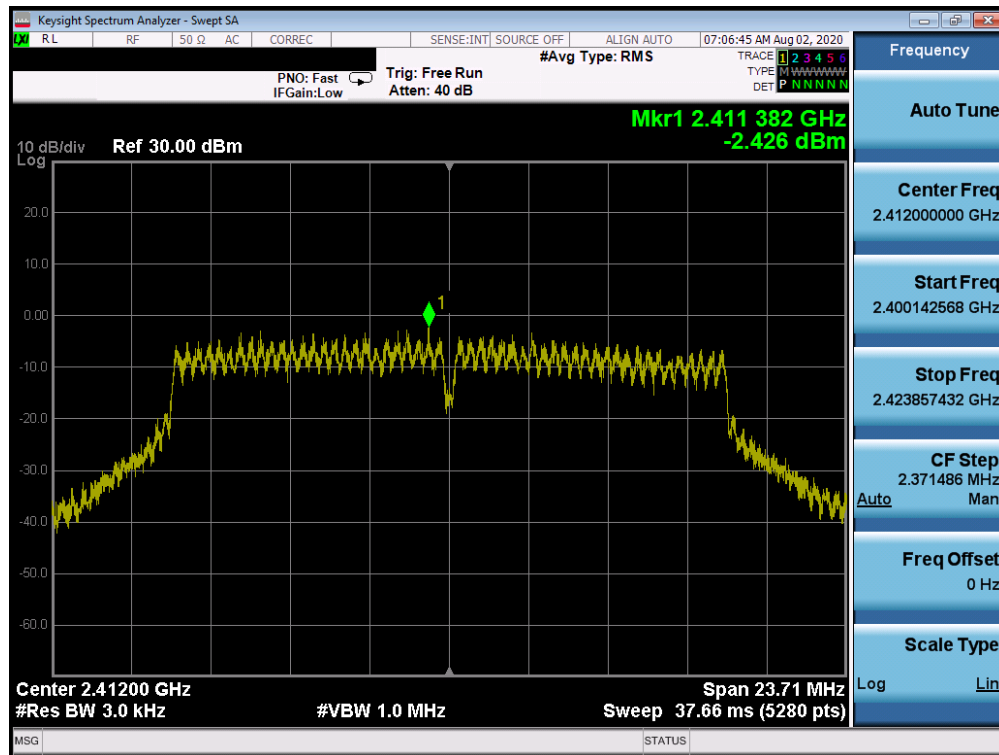 Keysight Spectrum Analyzer - Swept SA
LXI RL RF 50 Ω AC CORREC SENSE:INT SOURCE OFF ALIGN AUTO 07:06:45 AM Aug 02, 2020
#Avg Type: RMS
PNO: Fast
IFGain:Low
Trig: Free Run
Atten: 40 dB
TRACE 1 2 3 4 5 6
TYPE M WWWWW
DET P N N N N N
Mkr1 2.411 382 GHz
-2.426 dBm
10 dB/div Ref 30.00 dBm
Log
20.0
10.0
0.00
-10.0
-20.0
-30.0
-40.0
-50.0
-60.0
1
Center 2.41200 GHz Span 23.71 MHz
#Res BW 3.0 kHz #VBW 1.0 MHz Sweep 37.66 ms (5280 pts)
MSG STATUS
Frequency
Auto Tune
Center Freq
2.412000000 GHz
Start Freq
2.400142568 GHz
Stop Freq
2.423857432 GHz
CF Step
2.371486 MHz
Auto Man
Freq Offset
0 Hz
Scale Type
Log Lin